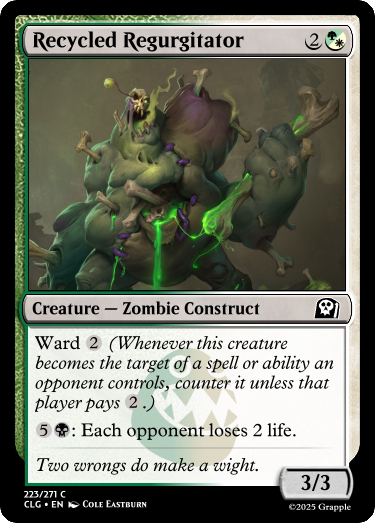 Recycled Regurgitator 2
Creature — Zombie Construct
Ward 2 (Whenever this creature
becomes the target of a spell or ability an
opponent controls, counter it unless that
player pays 2.)
5: Each opponent loses 2 life.
Two wrongs do make a wight.
3/3
223/271 C
CLG • EN Cole Eastburn
©2025 Grapple